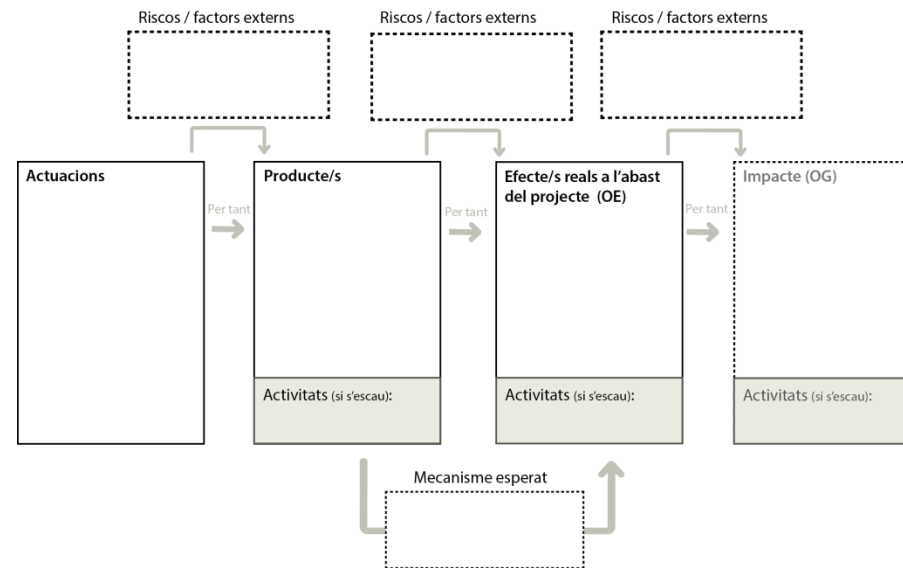 Riscos / factors externs
Riscos / factors externs
Riscos / factors externs
Actuacions
Per tant
Producte/s
Activitats (si s'escau):
Per tant
Efecte/s reals a l'abast
del projecte (OE)
Activitats (si s'escau):
Per tant
Impacte (OG)
Activitats (si s'escau):
Mecanisme esperat